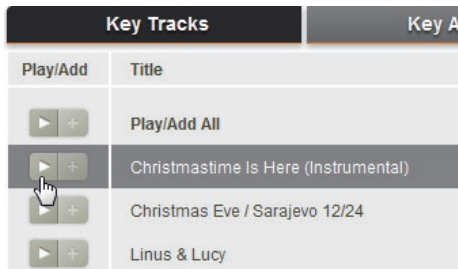 Key Tracks Key A
Play/Add Title
Play/Add All
Christmastime Is Here (Instrumental)
Christmas Eve / Sarajevo 12/24
Linus & Lucy